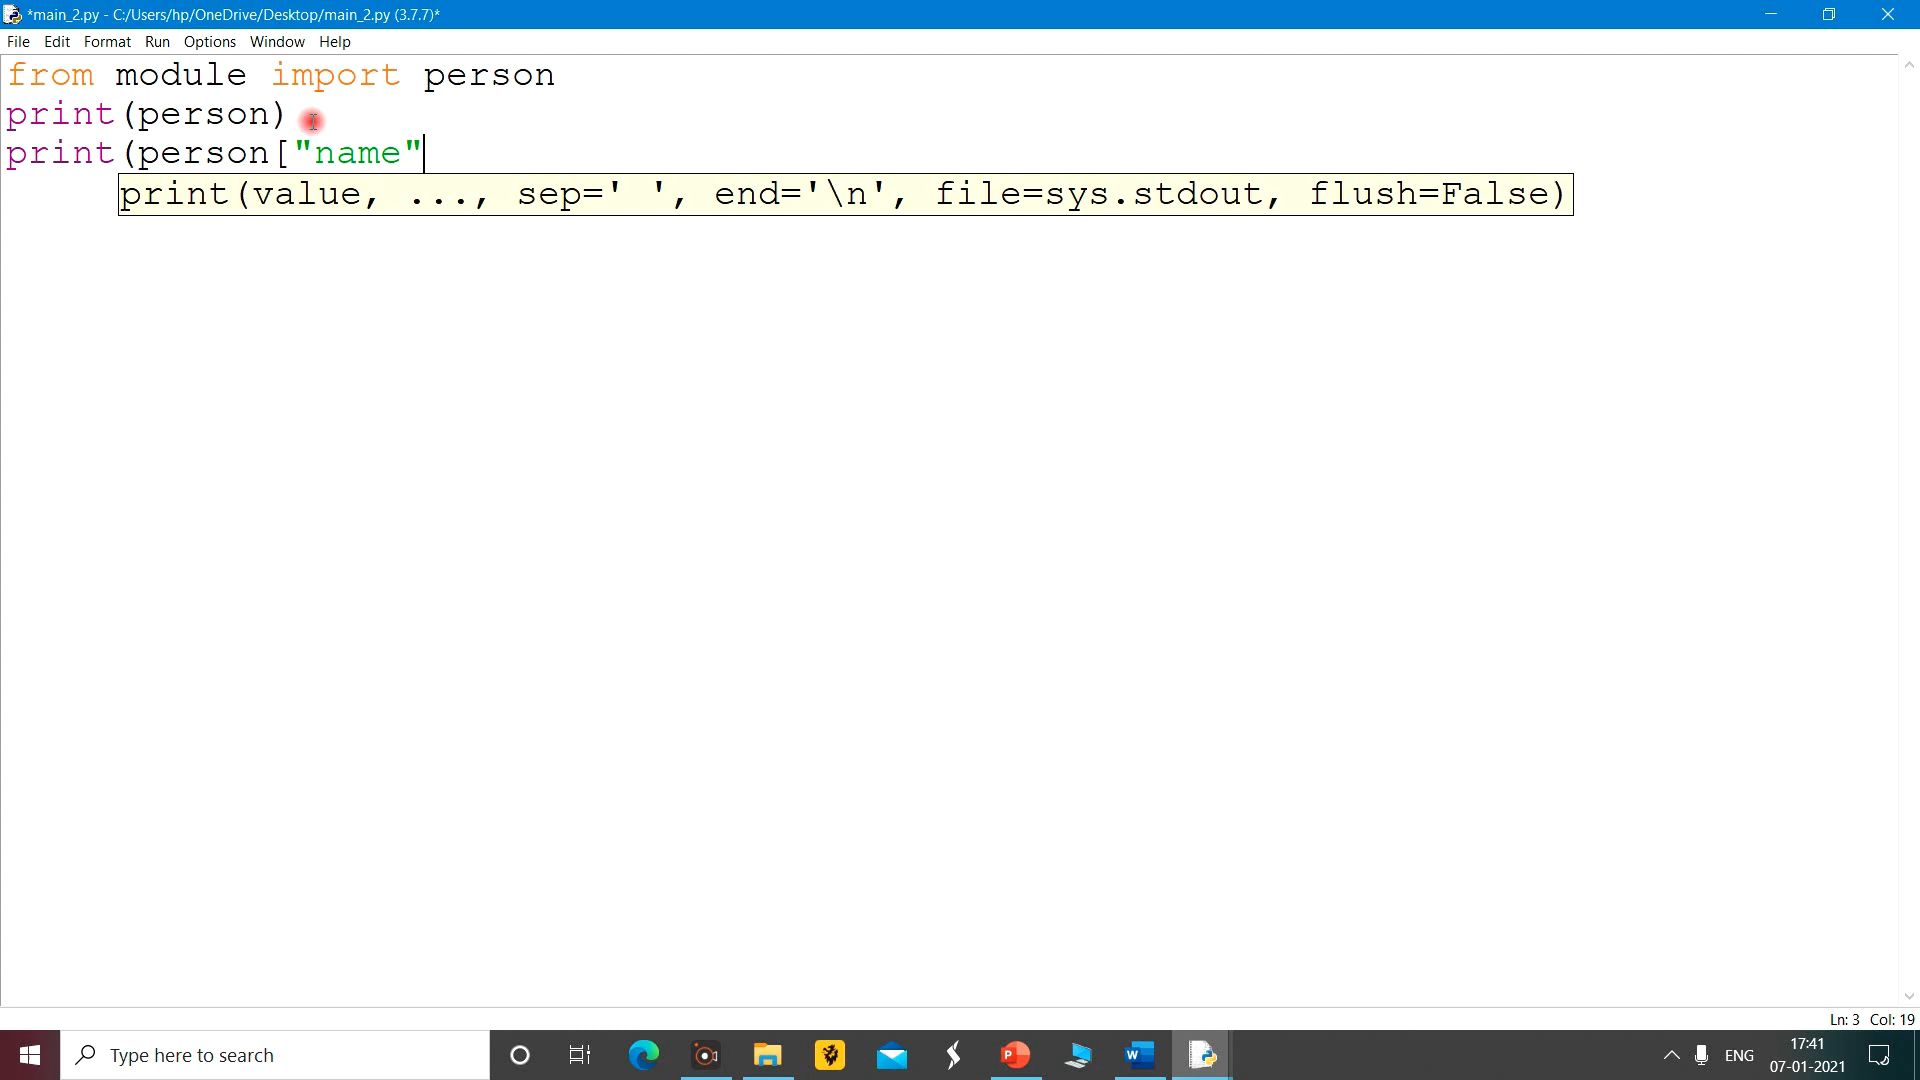 *main_2.py - C:/Users/hp/OneDrive/Desktop/main_2.py (3.7.7)*
File Edit Format Run Options Window Help
from module import person
print(person)
print(person["name"
print(value, ..., sep=' ', end='\n', file=sys.stdout, flush=False)
Ln: 3 Col: 19
Type here to search
ENG
17:41
07-01-2021